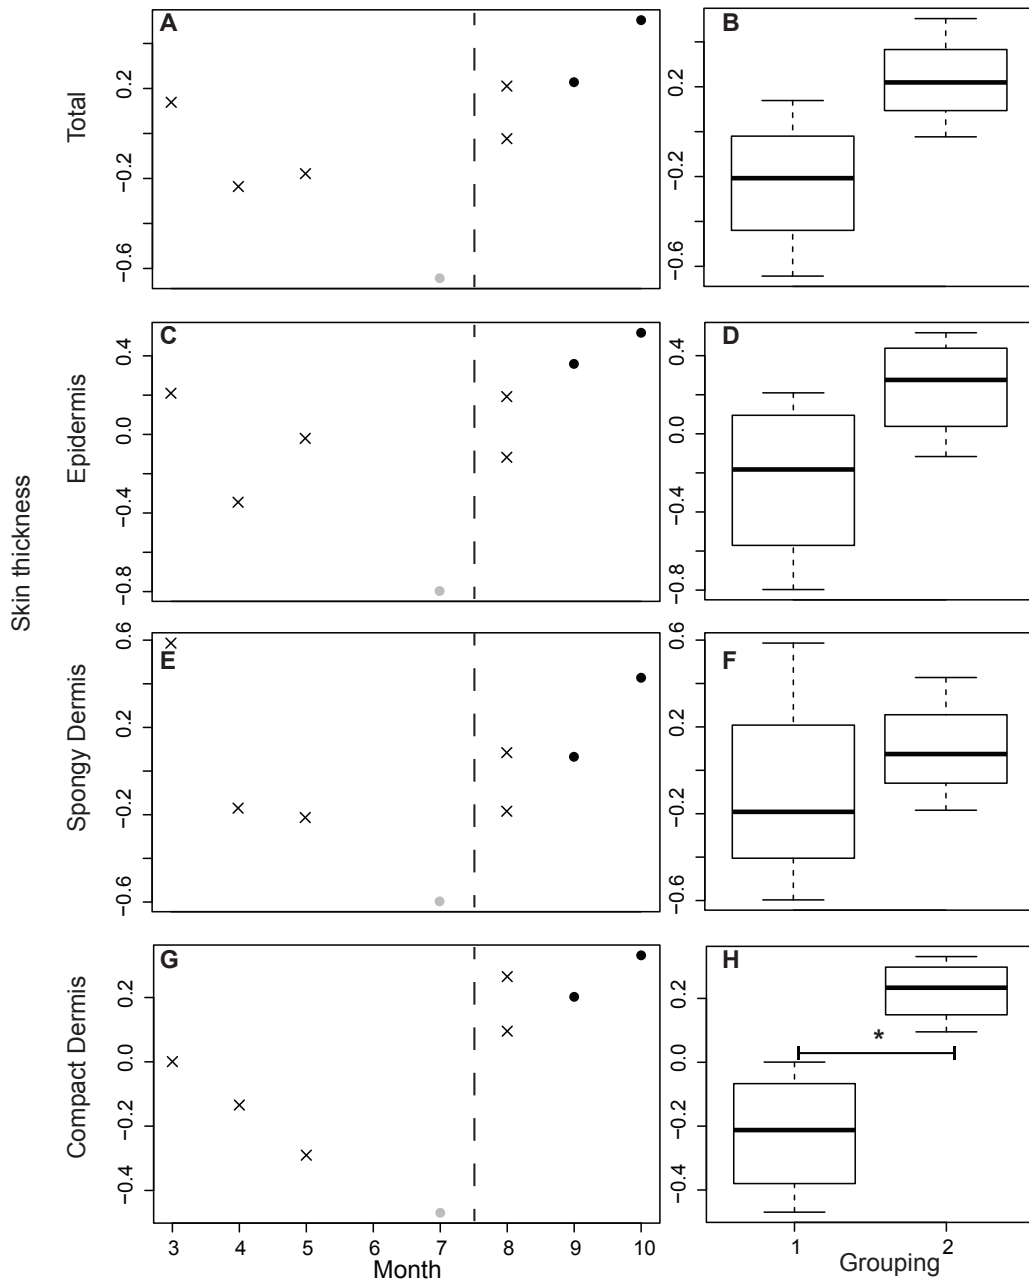 Skin thickness
Total
A
0.2
−0.2
−0.6
B
0.2
−0.2
−0.6
Epidermis
C
0.4
0.0
−0.4
−0.8
D
0.4
0.0
−0.4
−0.8
Spongy Dermis
E
0.6
0.2
−0.2
−0.6
F
0.6
0.2
−0.2
−0.6
Compact Dermis
G
0.2
0.0
−0.2
−0.4
3 4 5 6 7 8 9 10
Month
H
0.2
0.0
−0.2
−0.4
*
1 2
Grouping